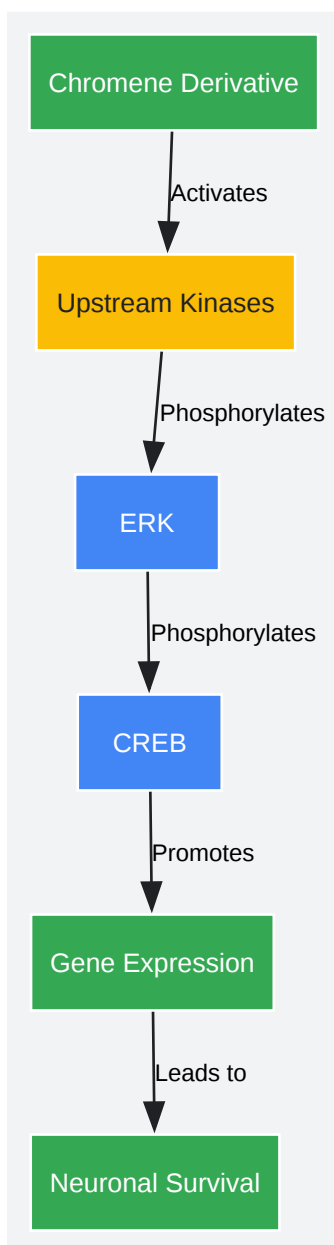 Chromene Derivative
Activates
Upstream Kinases
Phosphorylates
ERK
Phosphorylates
CREB
Promotes
Gene Expression
Leads to
Neuronal Survival